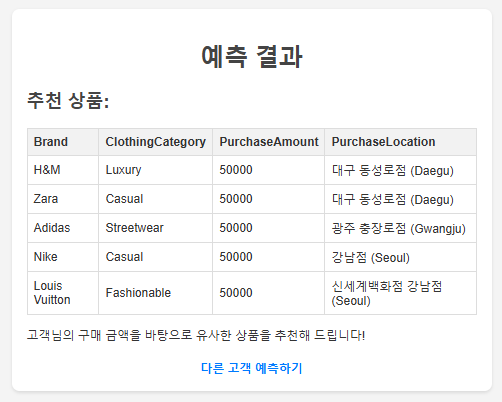 예측 결과
추천 상품:
Brand ClothingCategory PurchaseAmount PurchaseLocation
H&M Luxury 50000 대구 동성로점 (Daegu)
Zara Casual 50000 대구 동성로점 (Daegu)
Adidas Streetwear 50000 광주 충장로점 (Gwangju)
Nike Casual 50000 강남점 (Seoul)
Louis Vuitton Fashionable 50000 신세계백화점 강남점 (Seoul)
고객님의 구매 금액을 바탕으로 유사한 상품을 추천해 드립니다!
다른 고객 예측하기